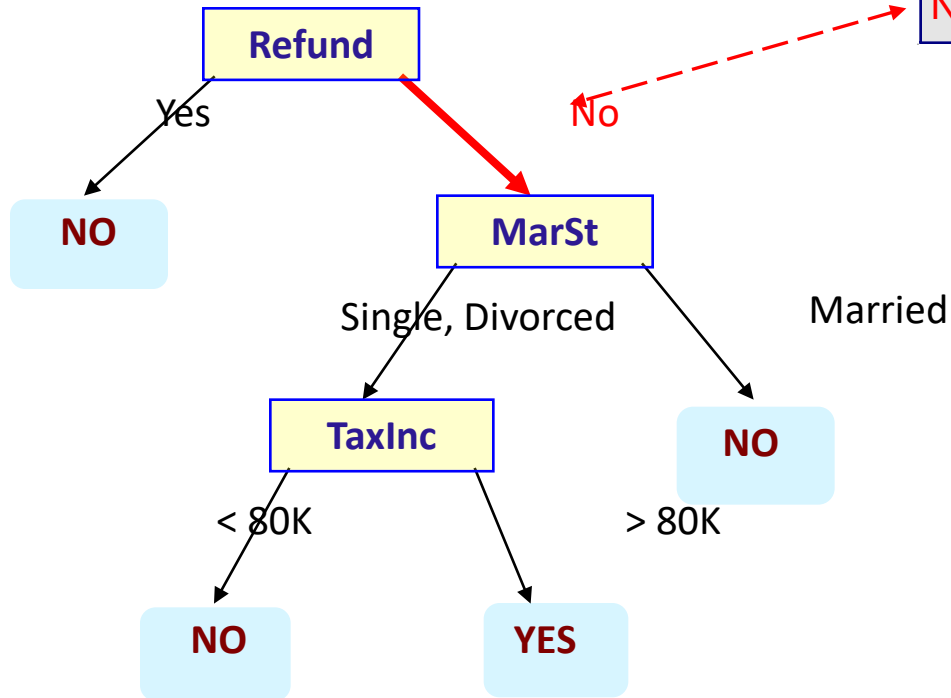 Refund
Yes
No
NO
MarSt
Single, Divorced
Married
TaxInc
NO
< 80K
> 80K
NO
YES